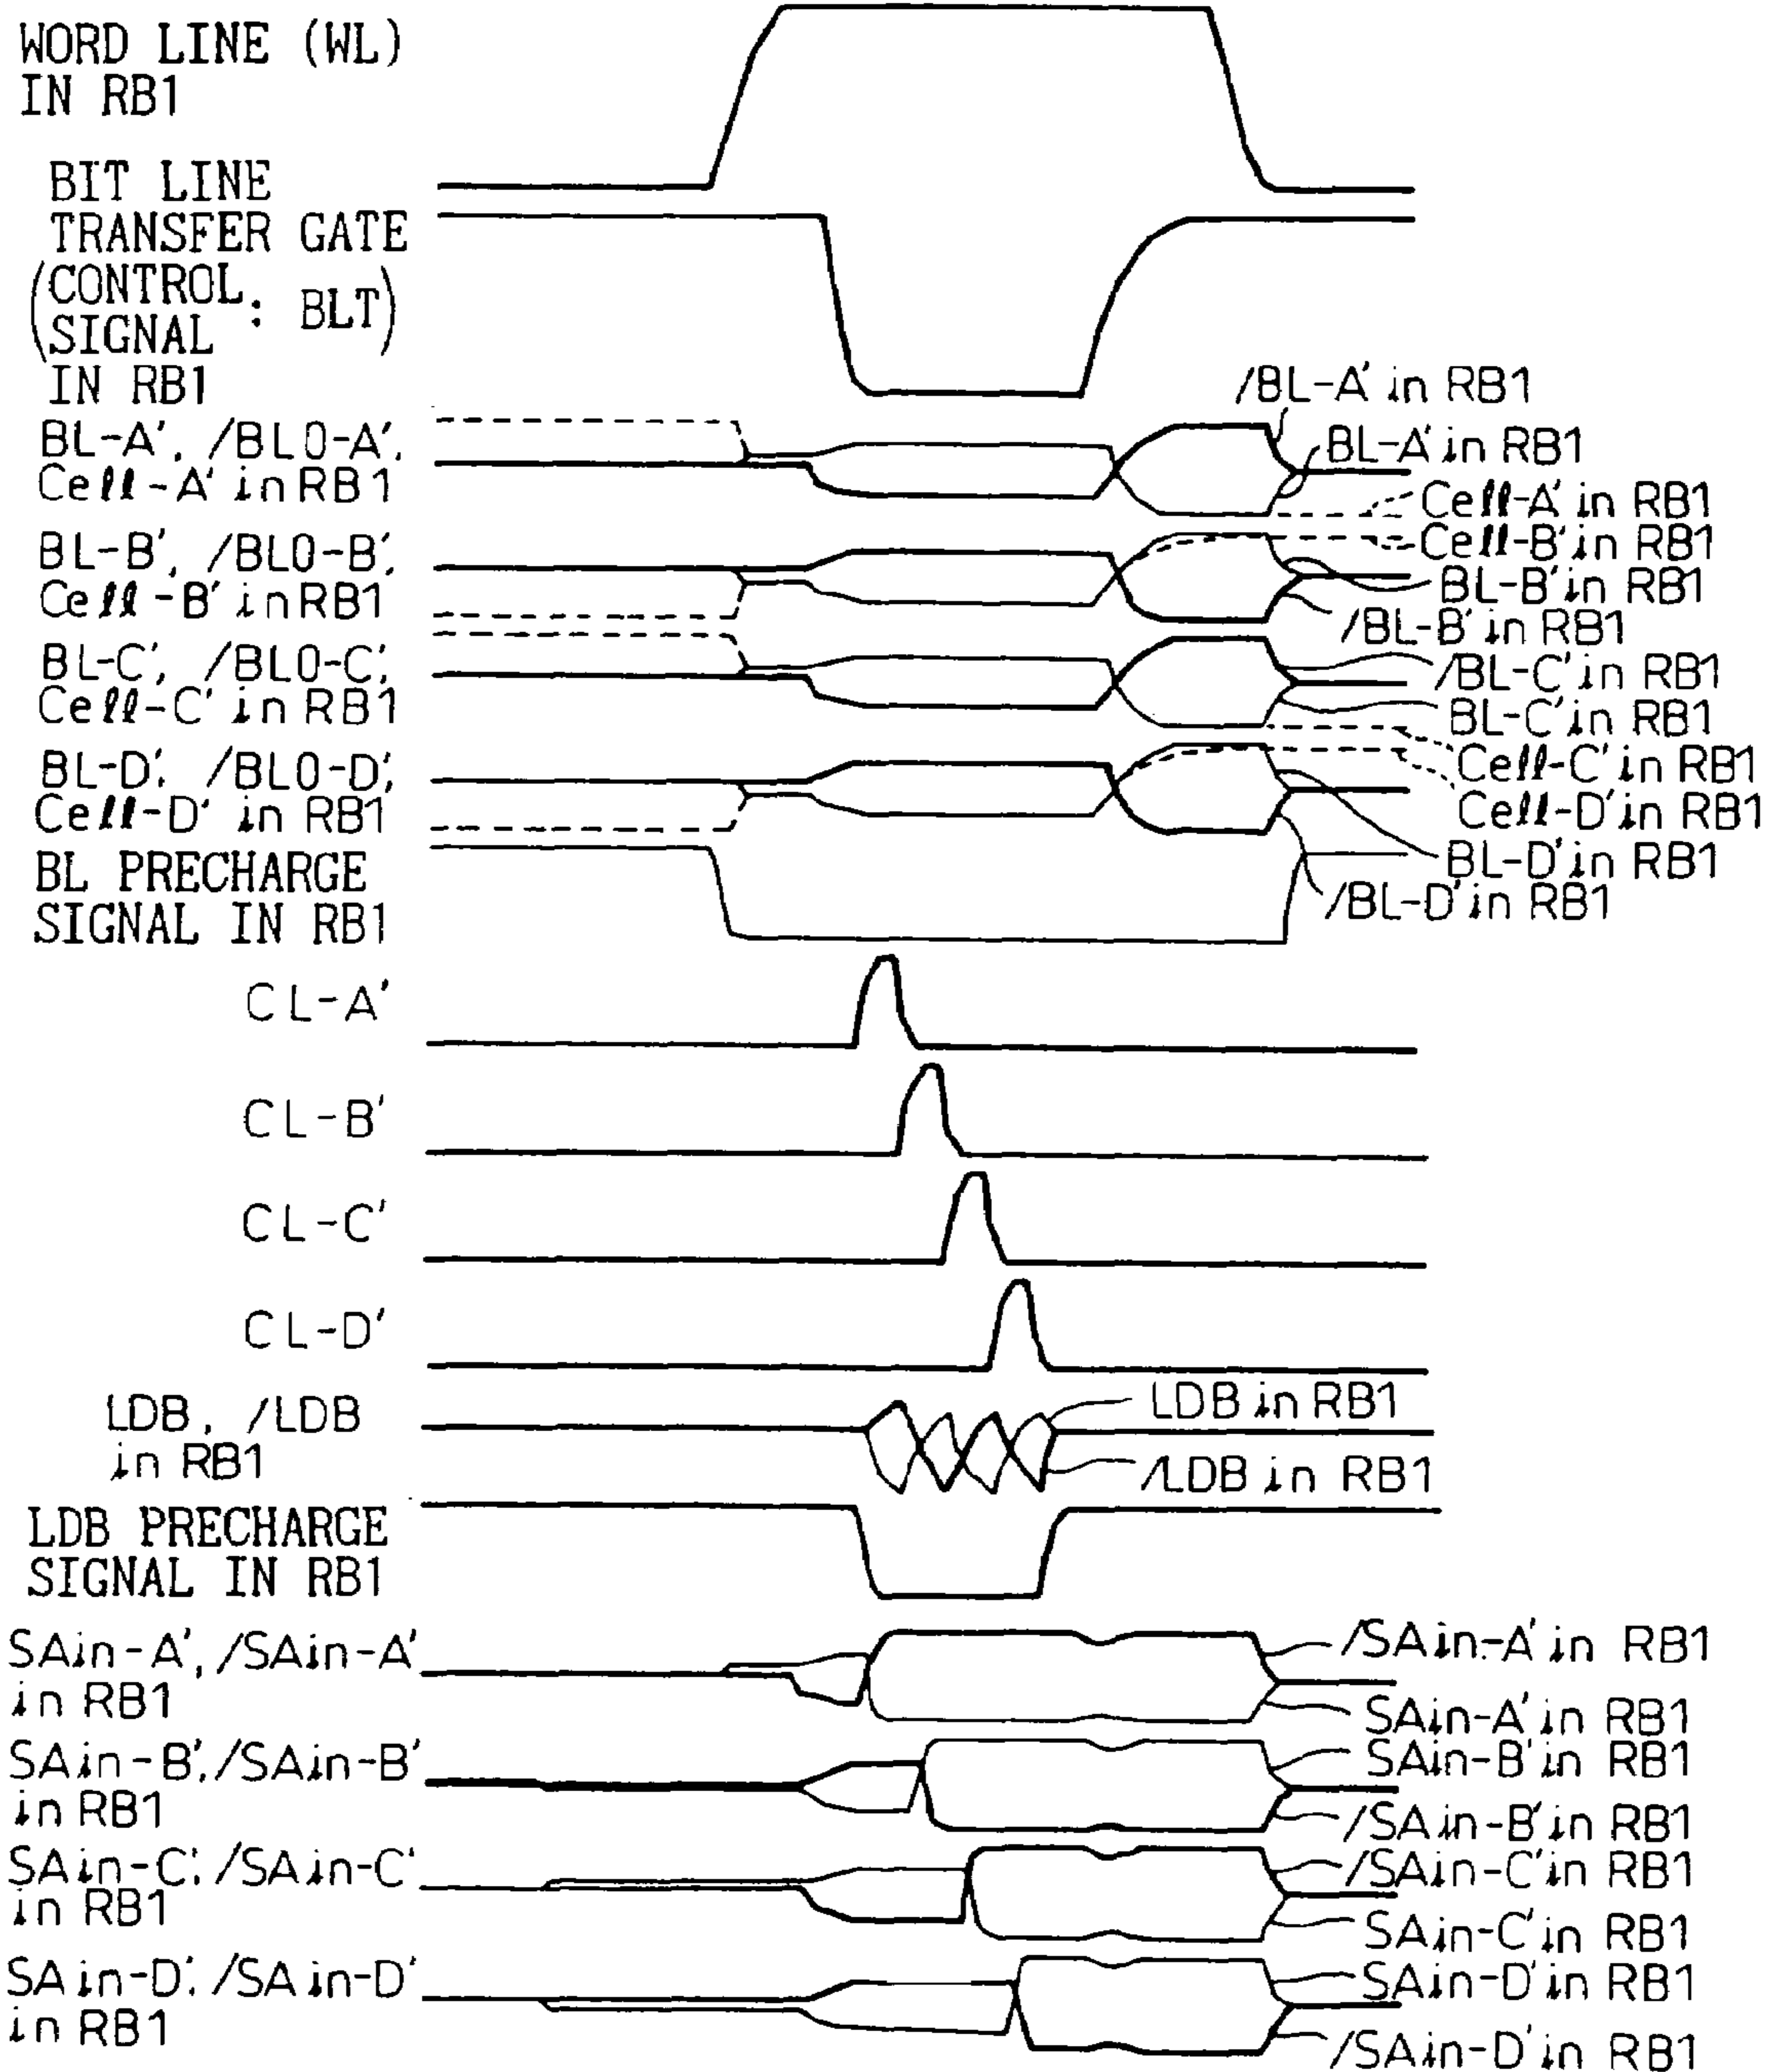 WORD LINE (WL)
IN RB1
BIT LINE
TRANSFER GATE
(CONTROL SIGNAL : BLT)
IN RB1
/BL-A' in RB1
BL-A', /BL0-A',
Cell-A' in RB1
BL-A' in RB1
Cell-A' in RB1
BL-B', /BL0-B',
Cell-B' in RB1
Cell-B' in RB1
BL-B' in RB1
/BL-B' in RB1
BL-C', /BL0-C',
Cell-C' in RB1
/BL-C' in RB1
BL-C' in RB1
BL-D', /BL0-D',
Cell-D' in RB1
Cell-C' in RB1
Cell-D' in RB1
BL-D' in RB1
/BL-D' in RB1
BL PRECHARGE
SIGNAL IN RB1
CL-A'
CL-B'
CL-C'
CL-D'
LDB, /LDB
in RB1
LDB in RB1
/LDB in RB1
LDB PRECHARGE
SIGNAL IN RB1
SAin-A', /SAin-A'
in RB1
/SAin-A' in RB1
SAin-A' in RB1
SAin-B', /SAin-B'
in RB1
SAin-B' in RB1
/SAin-B' in RB1
SAin-C', /SAin-C'
in RB1
/SAin-C' in RB1
SAin-C' in RB1
SAin-D', /SAin-D'
in RB1
SAin-D' in RB1
/SAin-D' in RB1